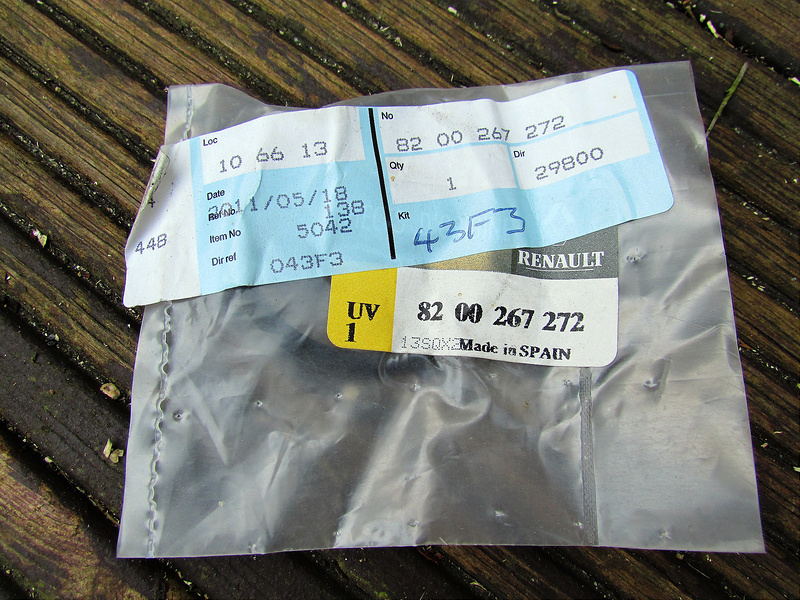 Loc
10 66 13
Date
2011/05/18
Ref No
138
Item No
5042
Dir ref
043F3
4
448
No
82 00 267 272
Qty
1
Dir
29800
Kit
43F3
RENAULT
UV
1
82 00 267 272
Made in SPAIN